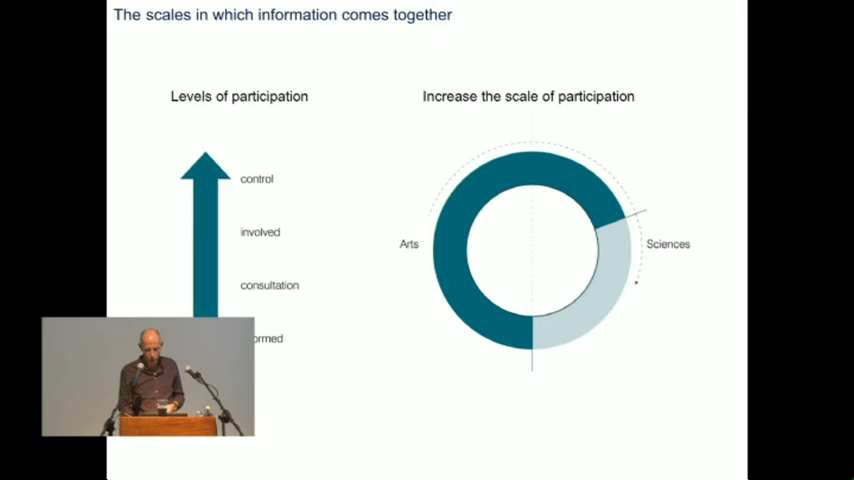 The scales in which information comes together
Levels of participation
Increase the scale of participation
control
involved
consultation
ormed
Arts
Sciences